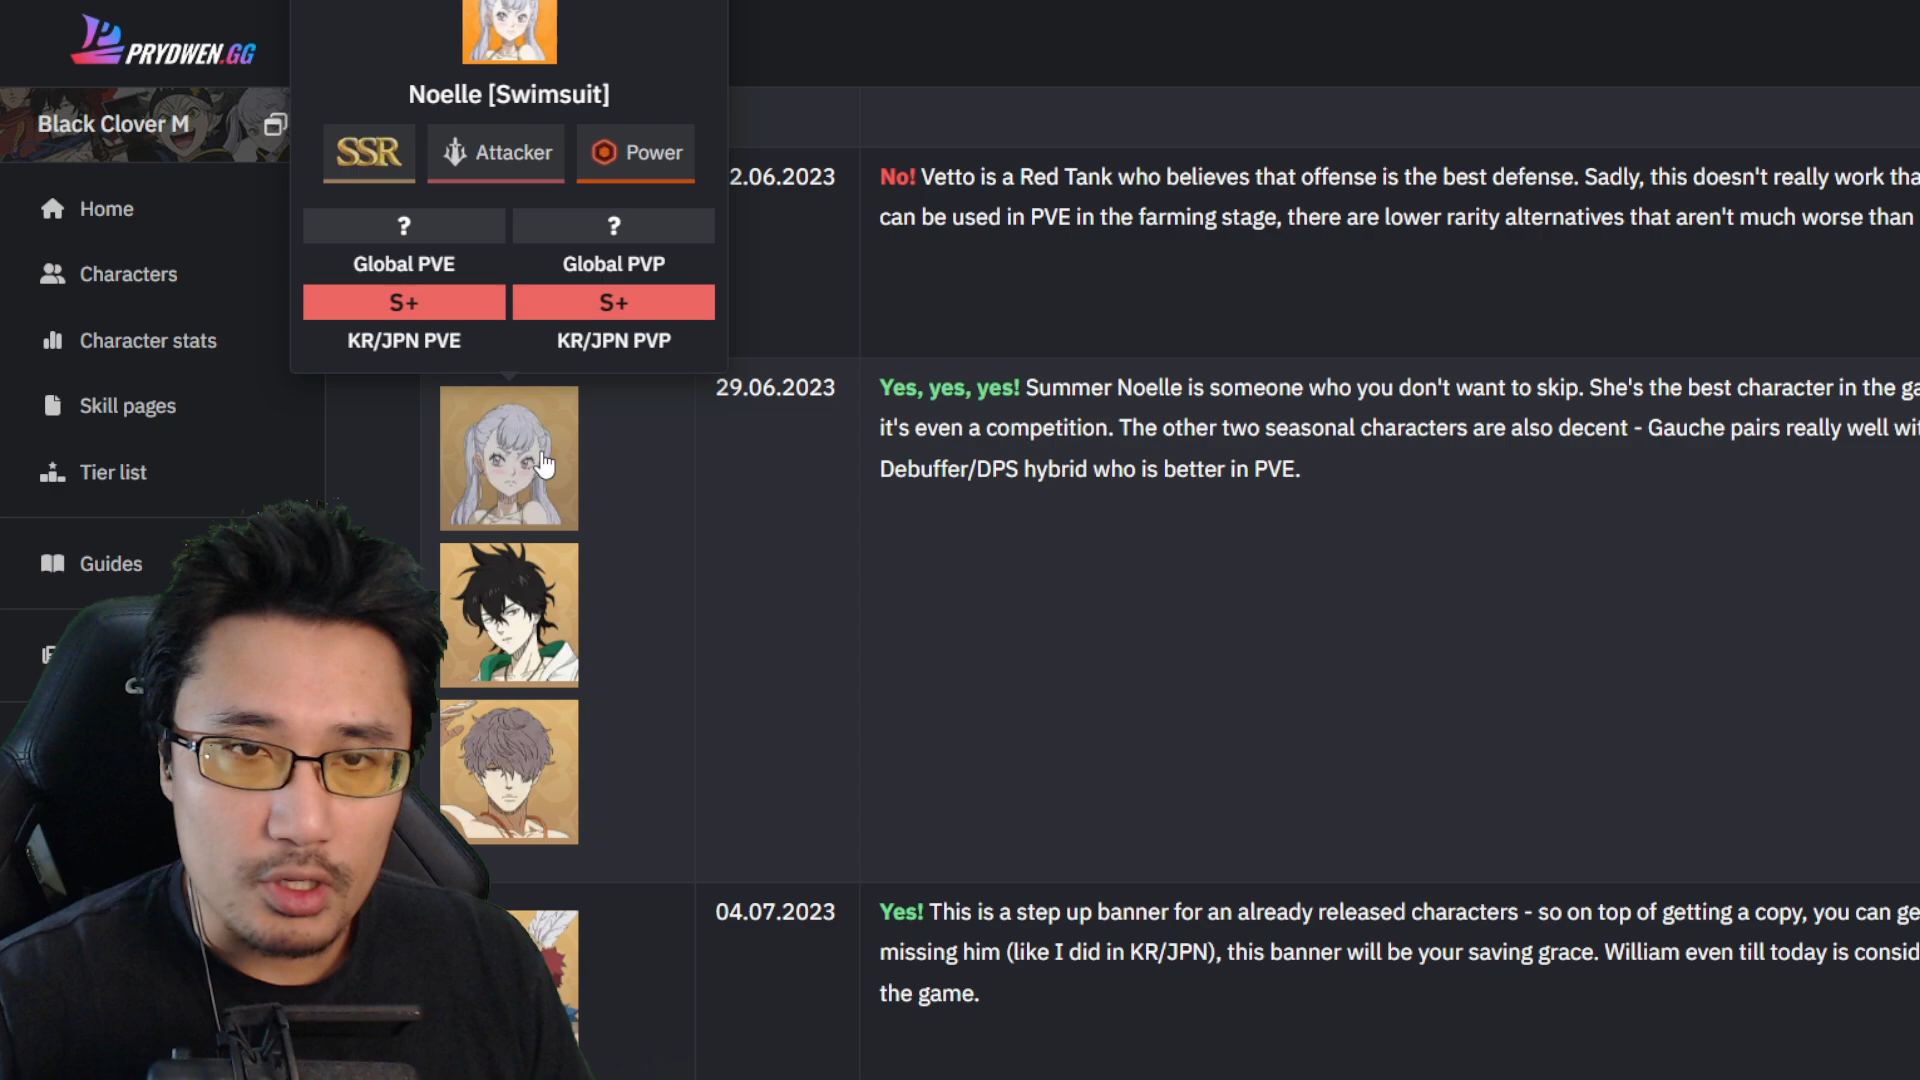 PRYDWEN.GG
Black Clover M
Home
Characters
Character stats
Skill pages
Tier list
Guides
Noelle [Swimsuit]
SSR
Attacker
Power
?
?
Global PVE
Global PVP
S+
S+
KR/JPN PVE
KR/JPN PVP
2.06.2023
No! Vetto is a Red Tank who believes that offense is the best defense. Sadly, this doesn't really work tha
can be used in PVE in the farming stage, there are lower rarity alternatives that aren't much worse than
29.06.2023
Yes, yes, yes! Summer Noelle is someone who you don't want to skip. She's the best character in the ga
it's even a competition. The other two seasonal characters are also decent - Gauche pairs really well wi
Debuffer/DPS hybrid who is better in PVE.
04.07.2023
Yes! This is a step up banner for an already released characters - so on top of getting a copy, you can ge
missing him (like I did in KR/JPN), this banner will be your saving grace. William even till today is consid
the game.